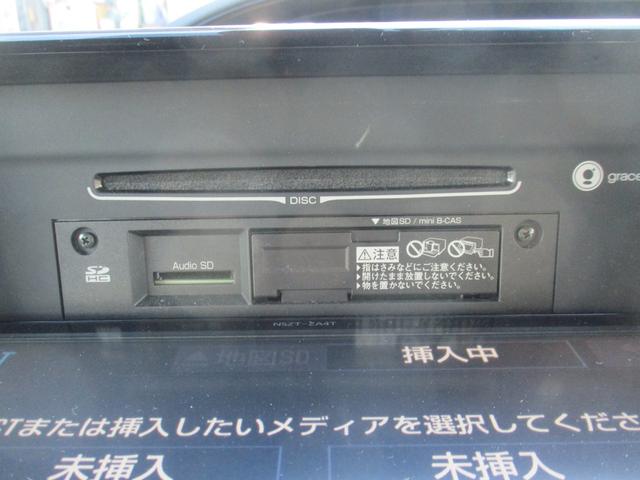 DISC
grace
▼ 地図SD / mini B-CAS
Audio SD
SD
HC
⚠注意
▶指はさみなどにご注意ください。
▶開けたまま放置しないでください。
▶物を置かないでください。
NSZT-ZA4T
▲ 地図SD
挿入中
CTまたは挿入したいメディアを選択してくださ
未挿入
未挿入